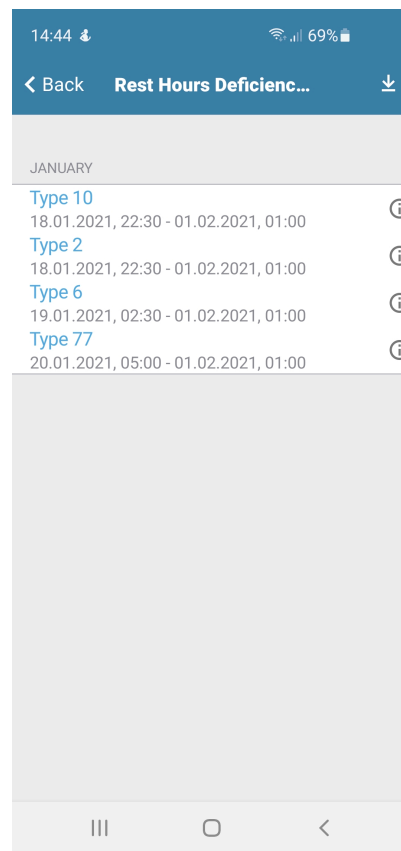 14:44 69%
Back Rest Hours Deficienc...
JANUARY
Type 10
18.01.2021, 22:30 - 01.02.2021, 01:00
Type 2
18.01.2021, 22:30 - 01.02.2021, 01:00
Type 6
19.01.2021, 02:30 - 01.02.2021, 01:00
Type 77
20.01.2021, 05:00 - 01.02.2021, 01:00